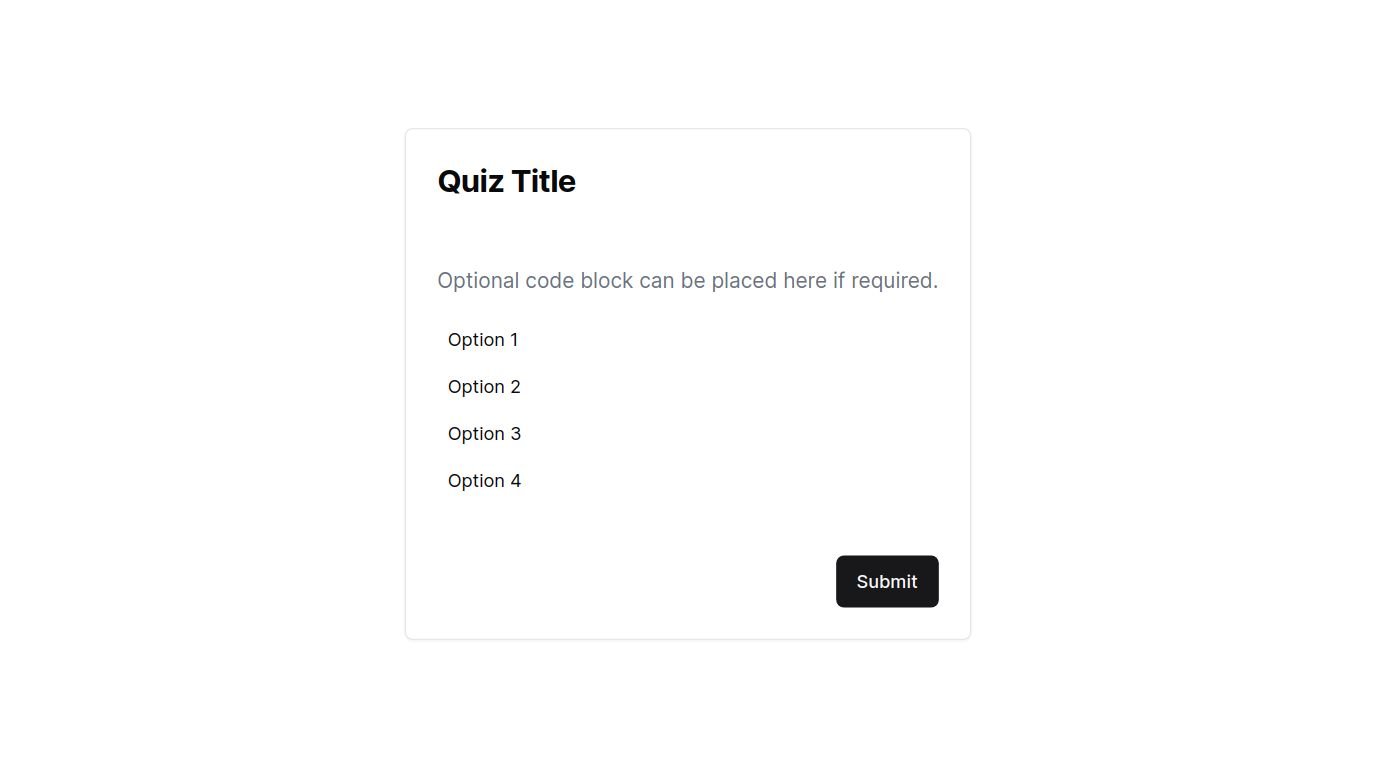 Quiz Title
Optional code block can be placed here if required.
Option 1
Option 2
Option 3
Option 4
Submit